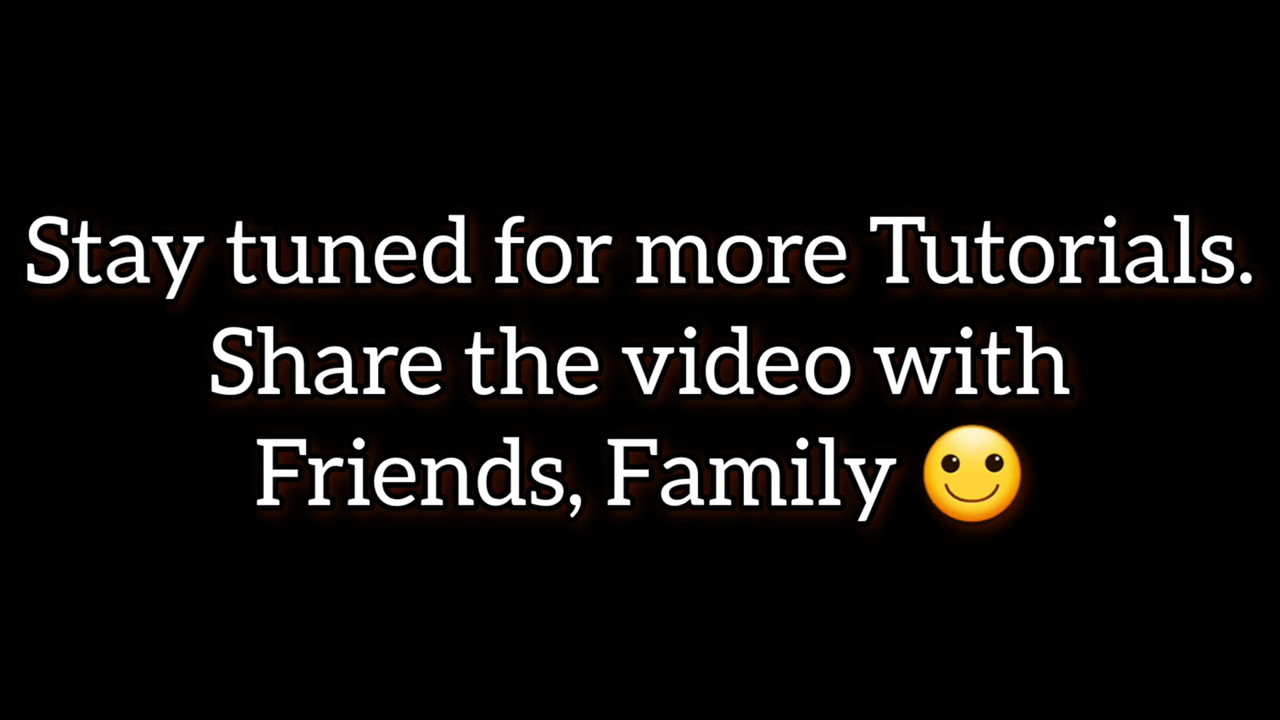 Stay tuned for more Tutorials.
Share the video with
Friends, Family 🙂